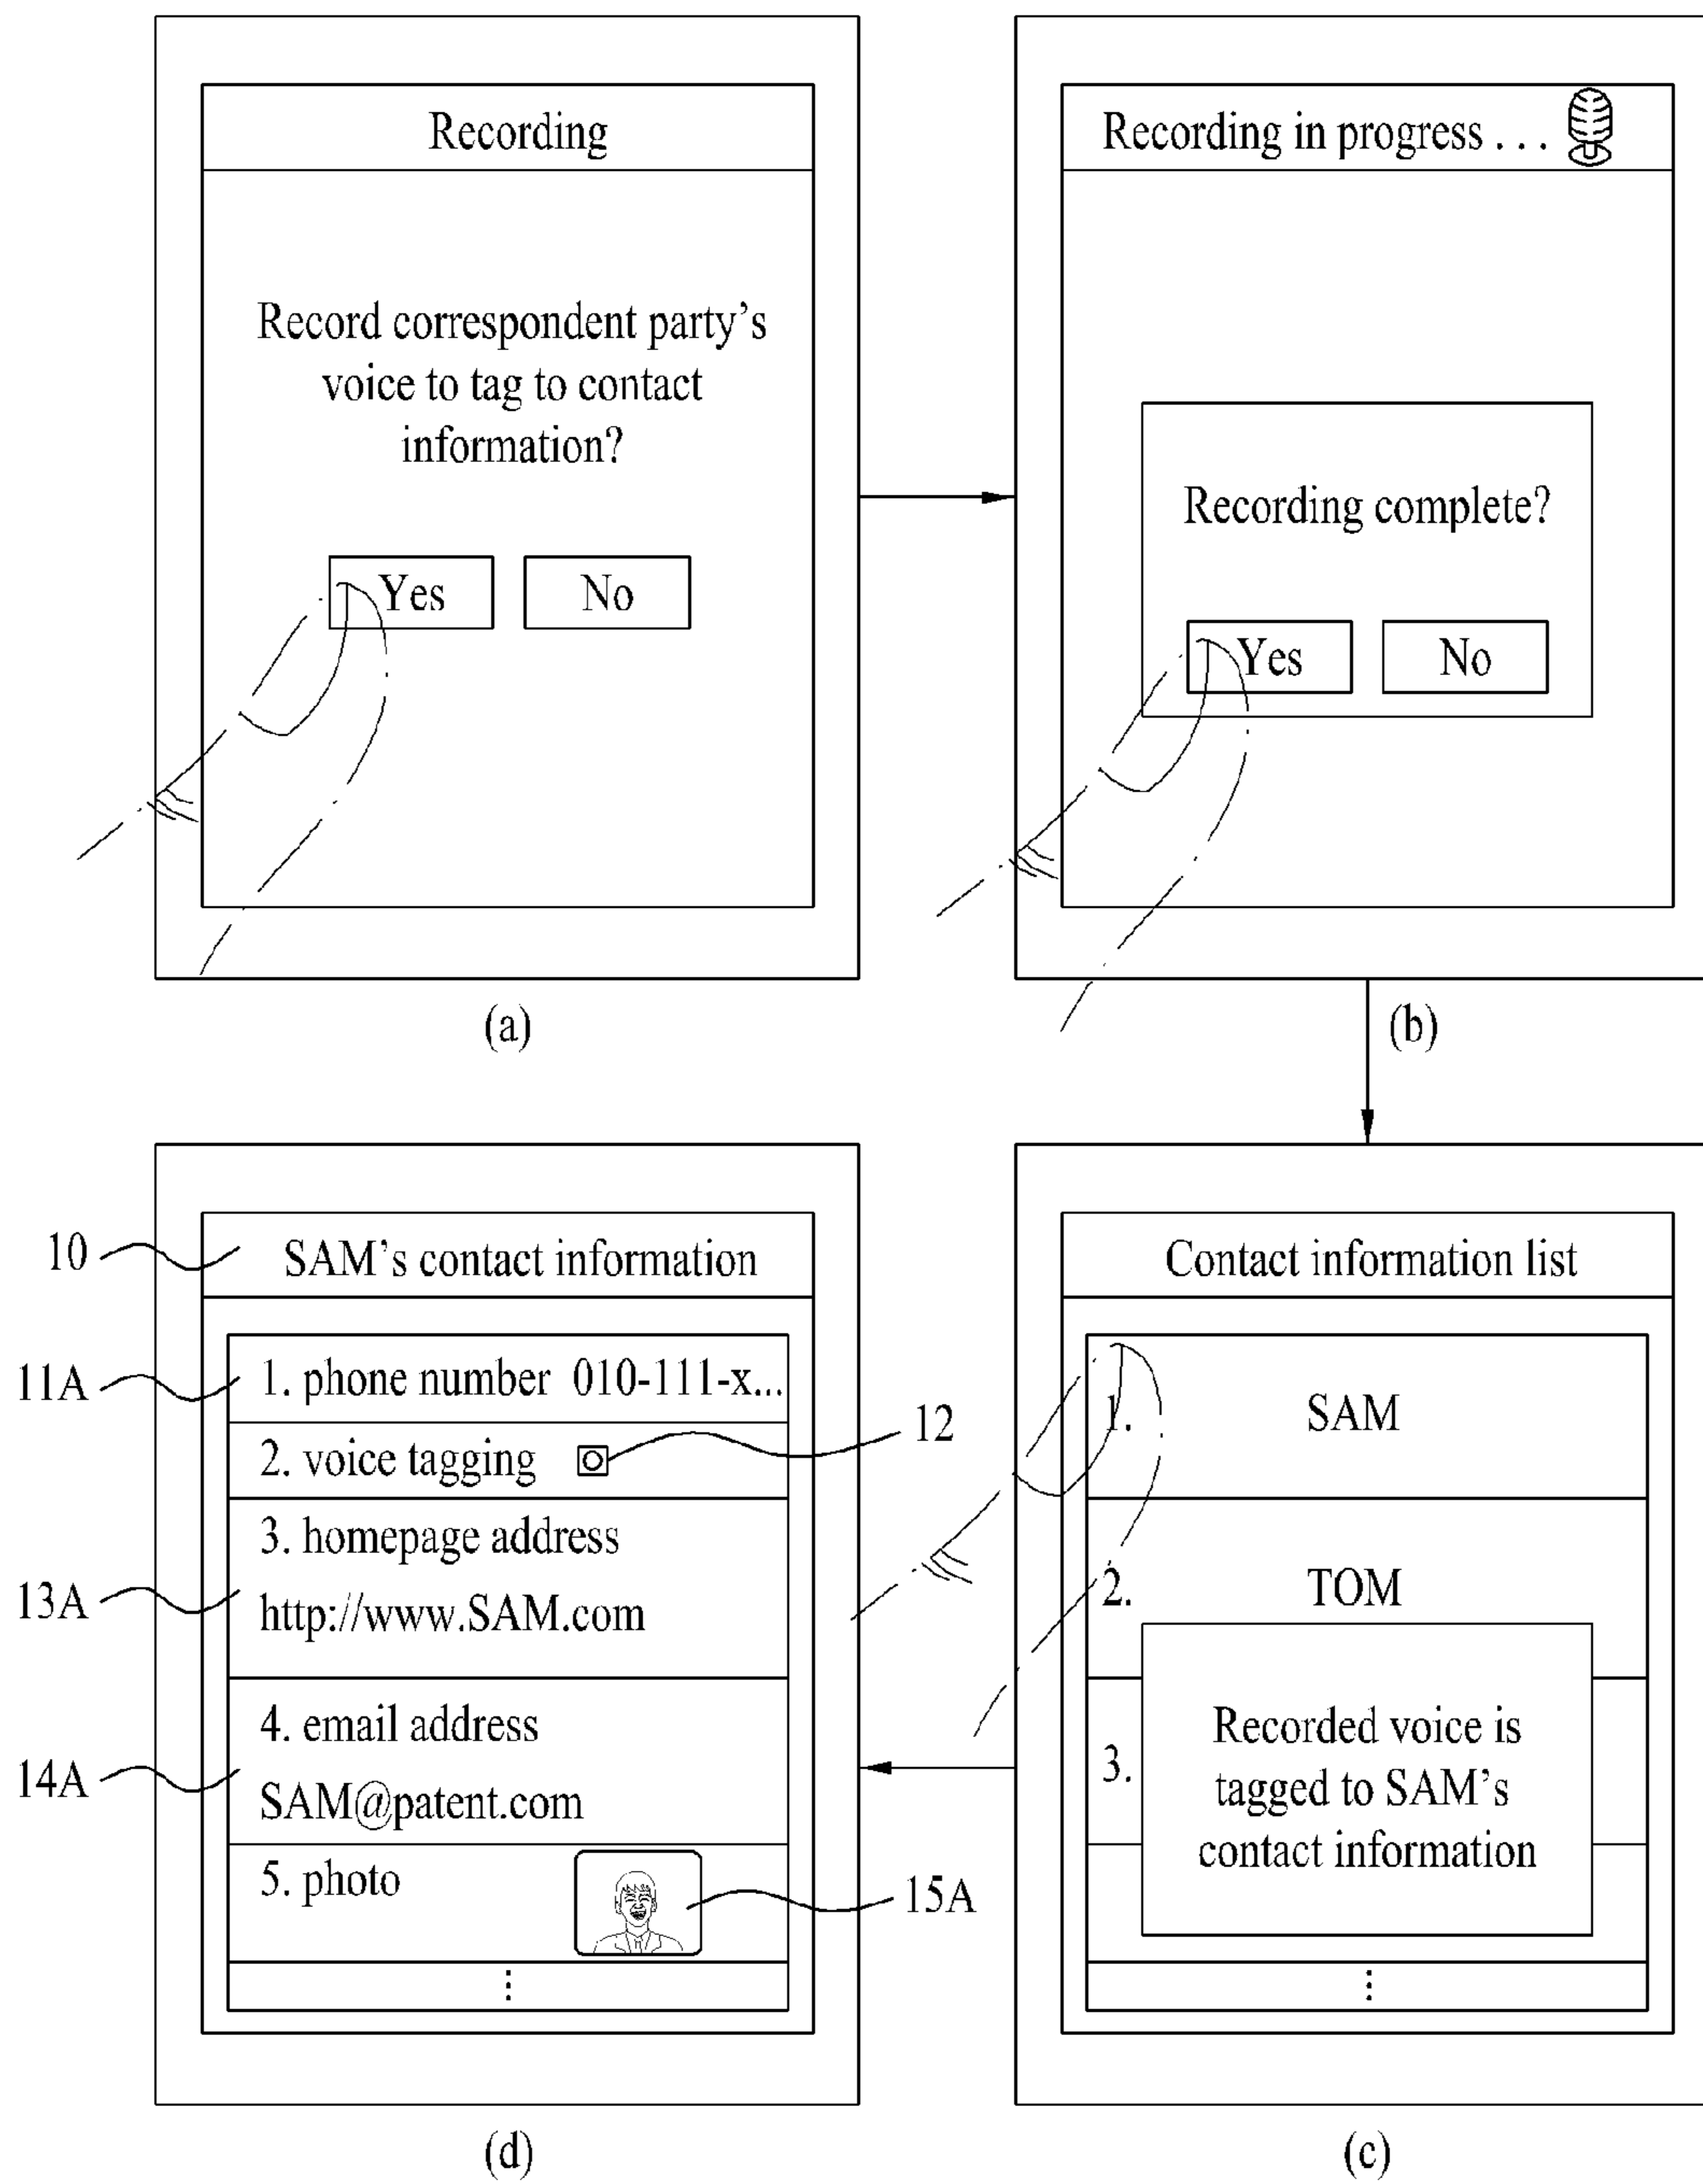 Recording
Record correspondent party's
voice to tag to contact
information?
Yes
No
(a)
Recording in progress . . .
Recording complete?
Yes
No
(b)
Contact information list
1. SAM
2. TOM
3.
Recorded voice is
tagged to SAM's
contact information
⋮
(c)
10
SAM's contact information
11A
1. phone number 010-111-x...
2. voice tagging
12
3. homepage address
13A
http://www.SAM.com
4. email address
14A
SAM@patent.com
5. photo
15A
⋮
(d)